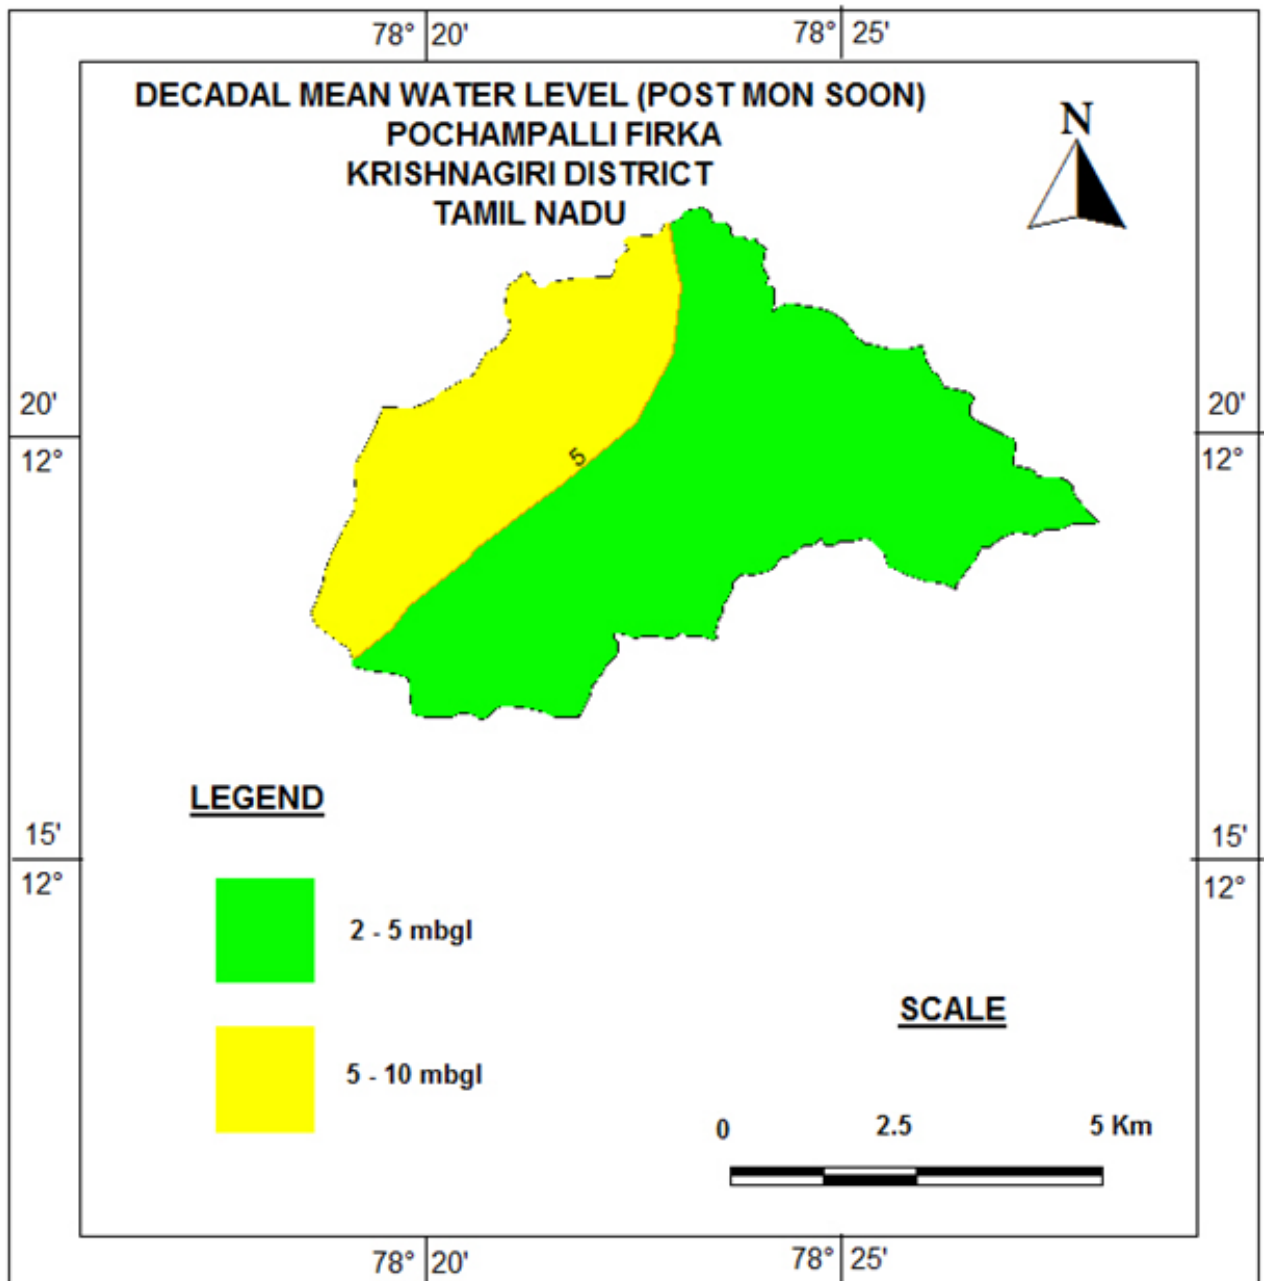 78° 20'
78° 25'
DECADAL MEAN WATER LEVEL (POST MON SOON)
POCHAMPALLI FIRKA
KRISHNAGIRI DISTRICT
TAMIL NADU
N
20'
12°
20'
12°
5
LEGEND
15'
12°
15'
12°
2 - 5 mbgl
5 - 10 mbgl
SCALE
0 2.5 5 Km
78° 20'
78° 25'